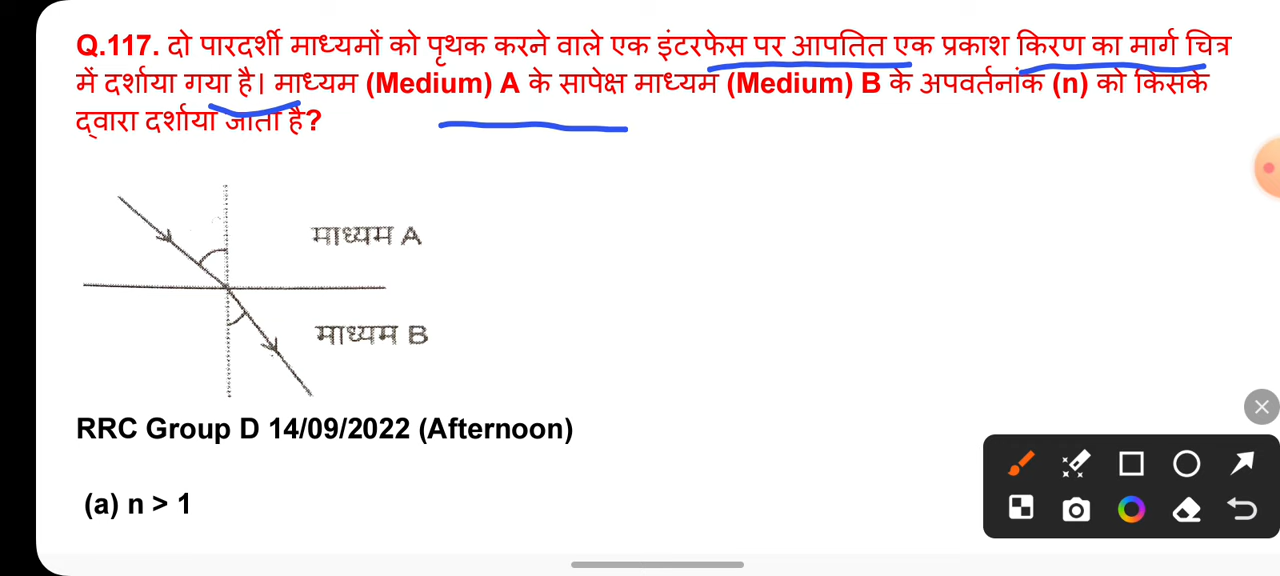 Q.117. दो पारदर्शी माध्यमों को पृथक करने वाले एक इंटरफेस पर आपतित एक प्रकाश किरण का मार्ग चित्र
में दर्शाया गया है। माध्यम (Medium) A के सापेक्ष माध्यम (Medium) B के अपवर्तनांक (n) को किसके
द्वारा दर्शाया जाता है?
माध्यम A
माध्यम B
RRC Group D 14/09/2022 (Afternoon)
(a) n > 1